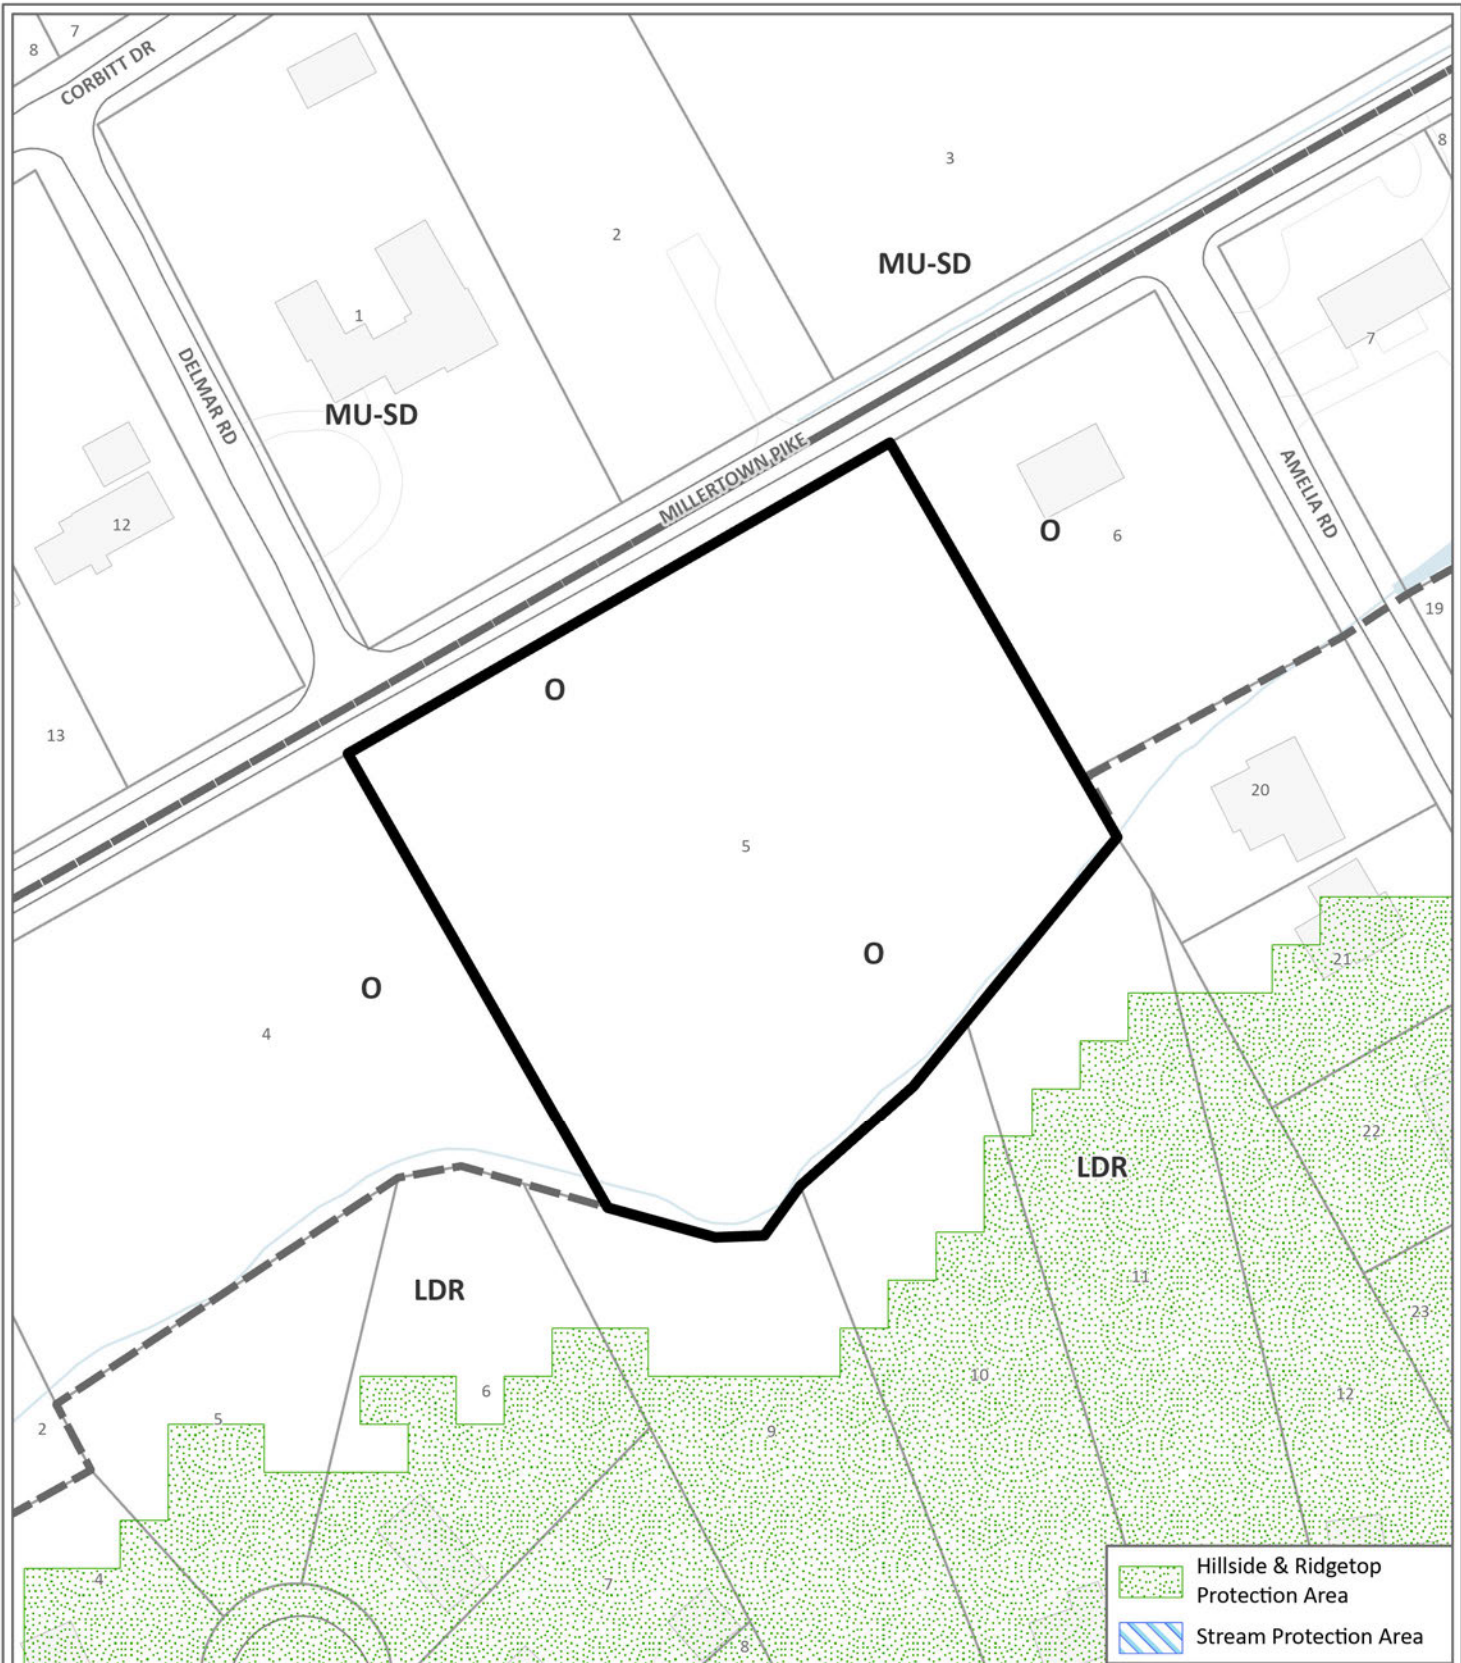 7
8
CORBITT DR
8
3
2
MU-SD
1
7
DELMAR RD
MU-SD
MILLERTOWN PIKE
AMELIA RD
12
O
6
19
O
13
20
5
O
21
O
4
22
LDR
11
LDR
23
10
6
12
5
2
9
4
7
8
Hillside & Ridgetop
Protection Area
Stream Protection Area